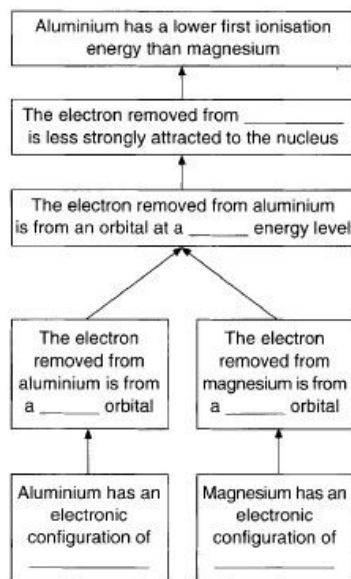 Aluminium has a lower first ionisation
energy than magnesium
The electron removed from __________
is less strongly attracted to the nucleus
The electron removed from aluminium
is from an orbital at a ______ energy level
The electron
removed from
aluminium is from
a ______ orbital
The electron
removed from
magnesium is from
a ______ orbital
Aluminium has an
electronic
configuration of
____________
Magnesium has an
electronic
configuration of
____________